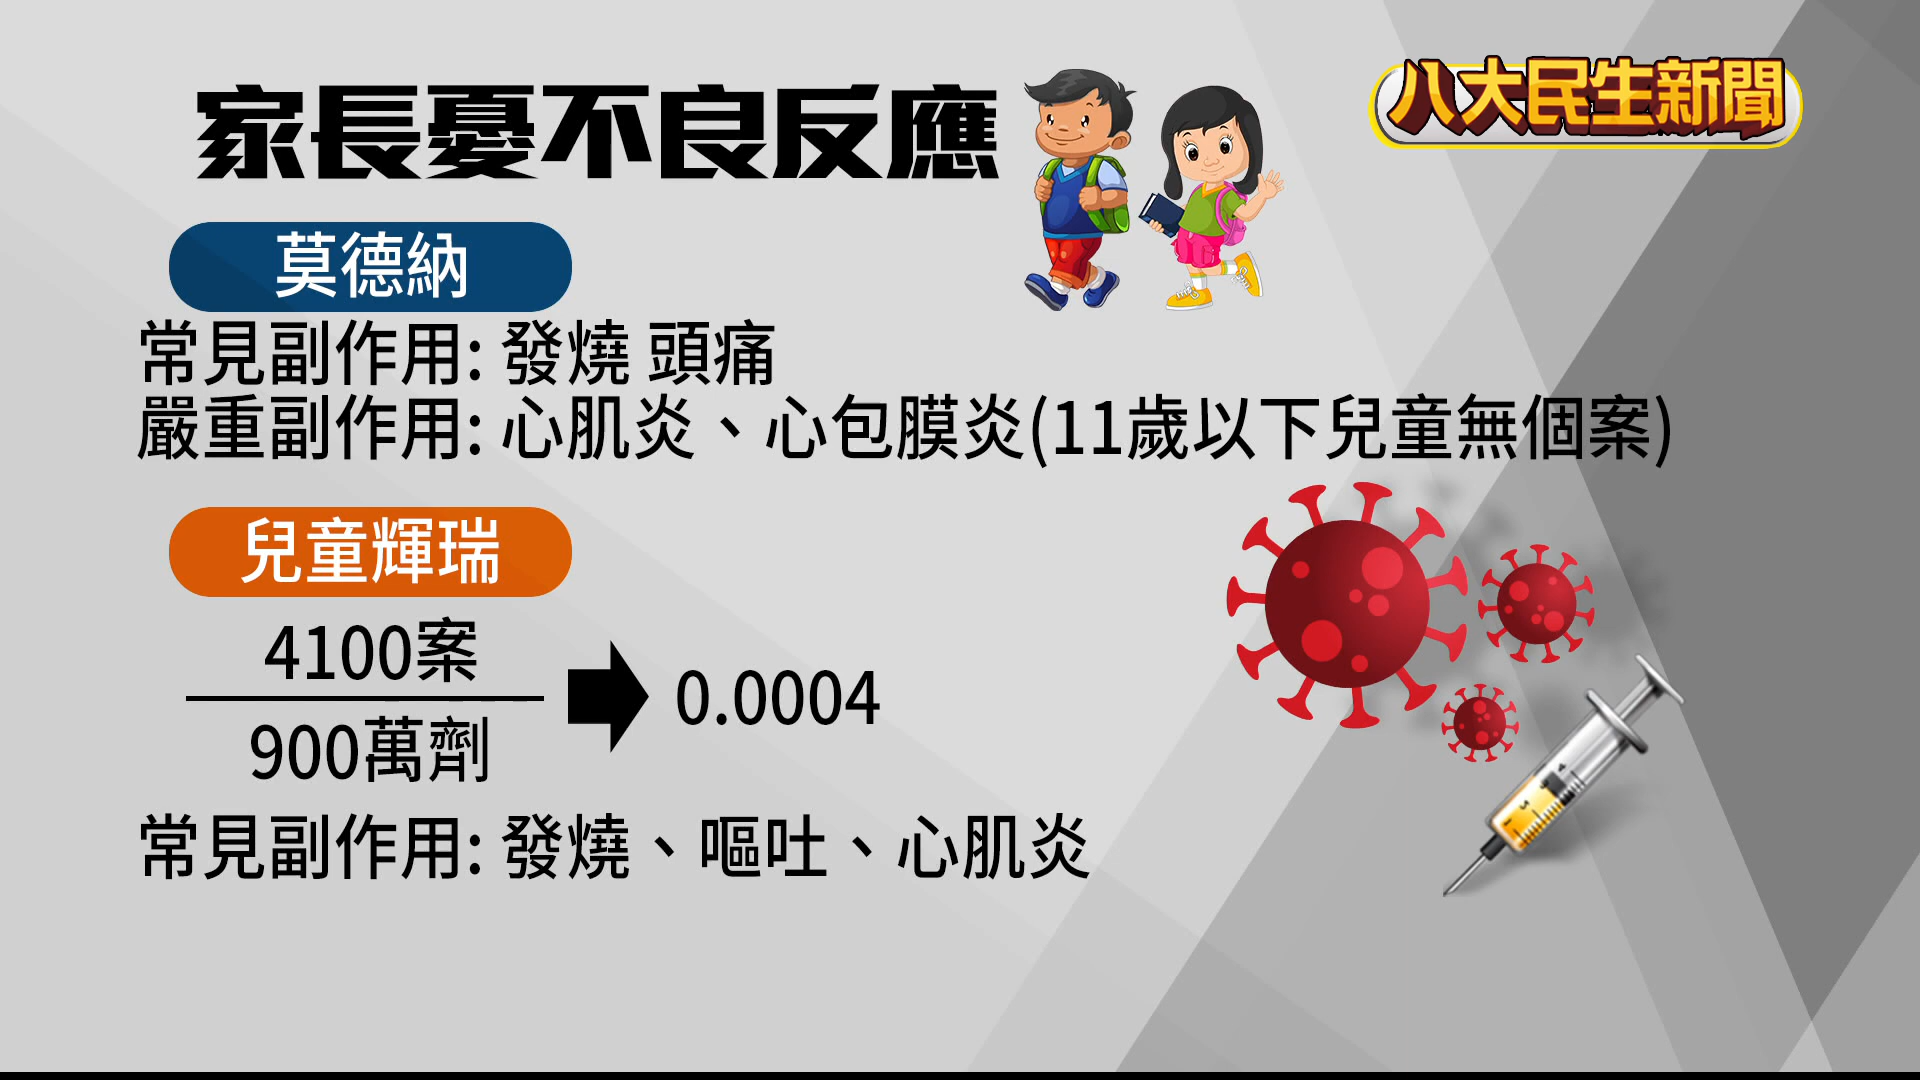 家長憂不良反應
八大民生新聞
莫德納
常見副作用: 發燒 頭痛
嚴重副作用: 心肌炎、心包膜炎(11歲以下兒童無個案)
兒童輝瑞
4100案
900萬劑
0.0004
常見副作用: 發燒、嘔吐、心肌炎